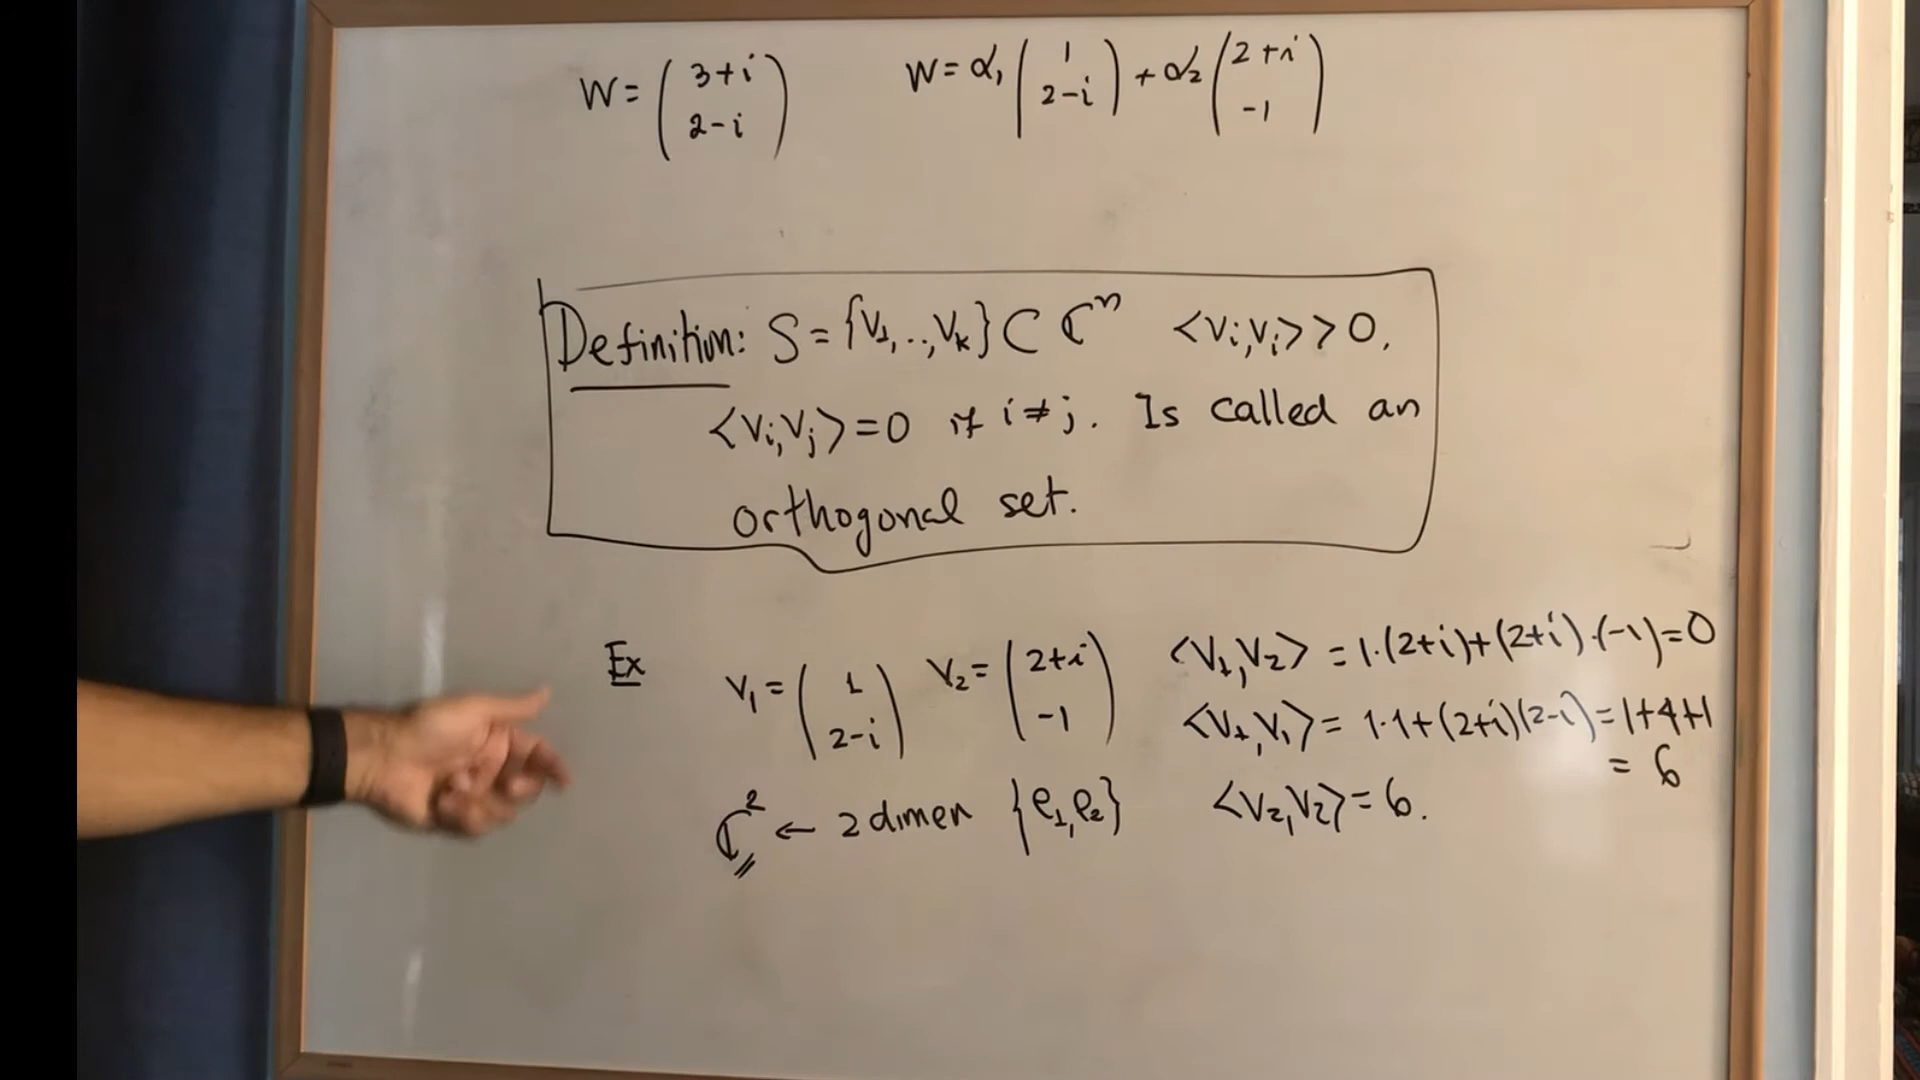 W = (3+i / 2-i)    W = α₁ (1 / 2-i) + α₂ (2+i / -1)
Definition: S = {V₁, .., Vₖ} ⊂ ℂⁿ  <Vi, Vi> > 0,
<Vi, Vj> = 0 if i ≠ j. Is called an
orthogonal set.
Ex  V₁ = (1 / 2-i)  V₂ = (2+i / -1)  <V₁, V₂> = 1·(2+i)+(2+i)·(-1)=0
<V₁, V₁> = 1·1+(2+i)(2-i) = 1+4+1
= 6
ℂ² ← 2 dimen {e₁, e₂}  <V₂, V₂> = 6.